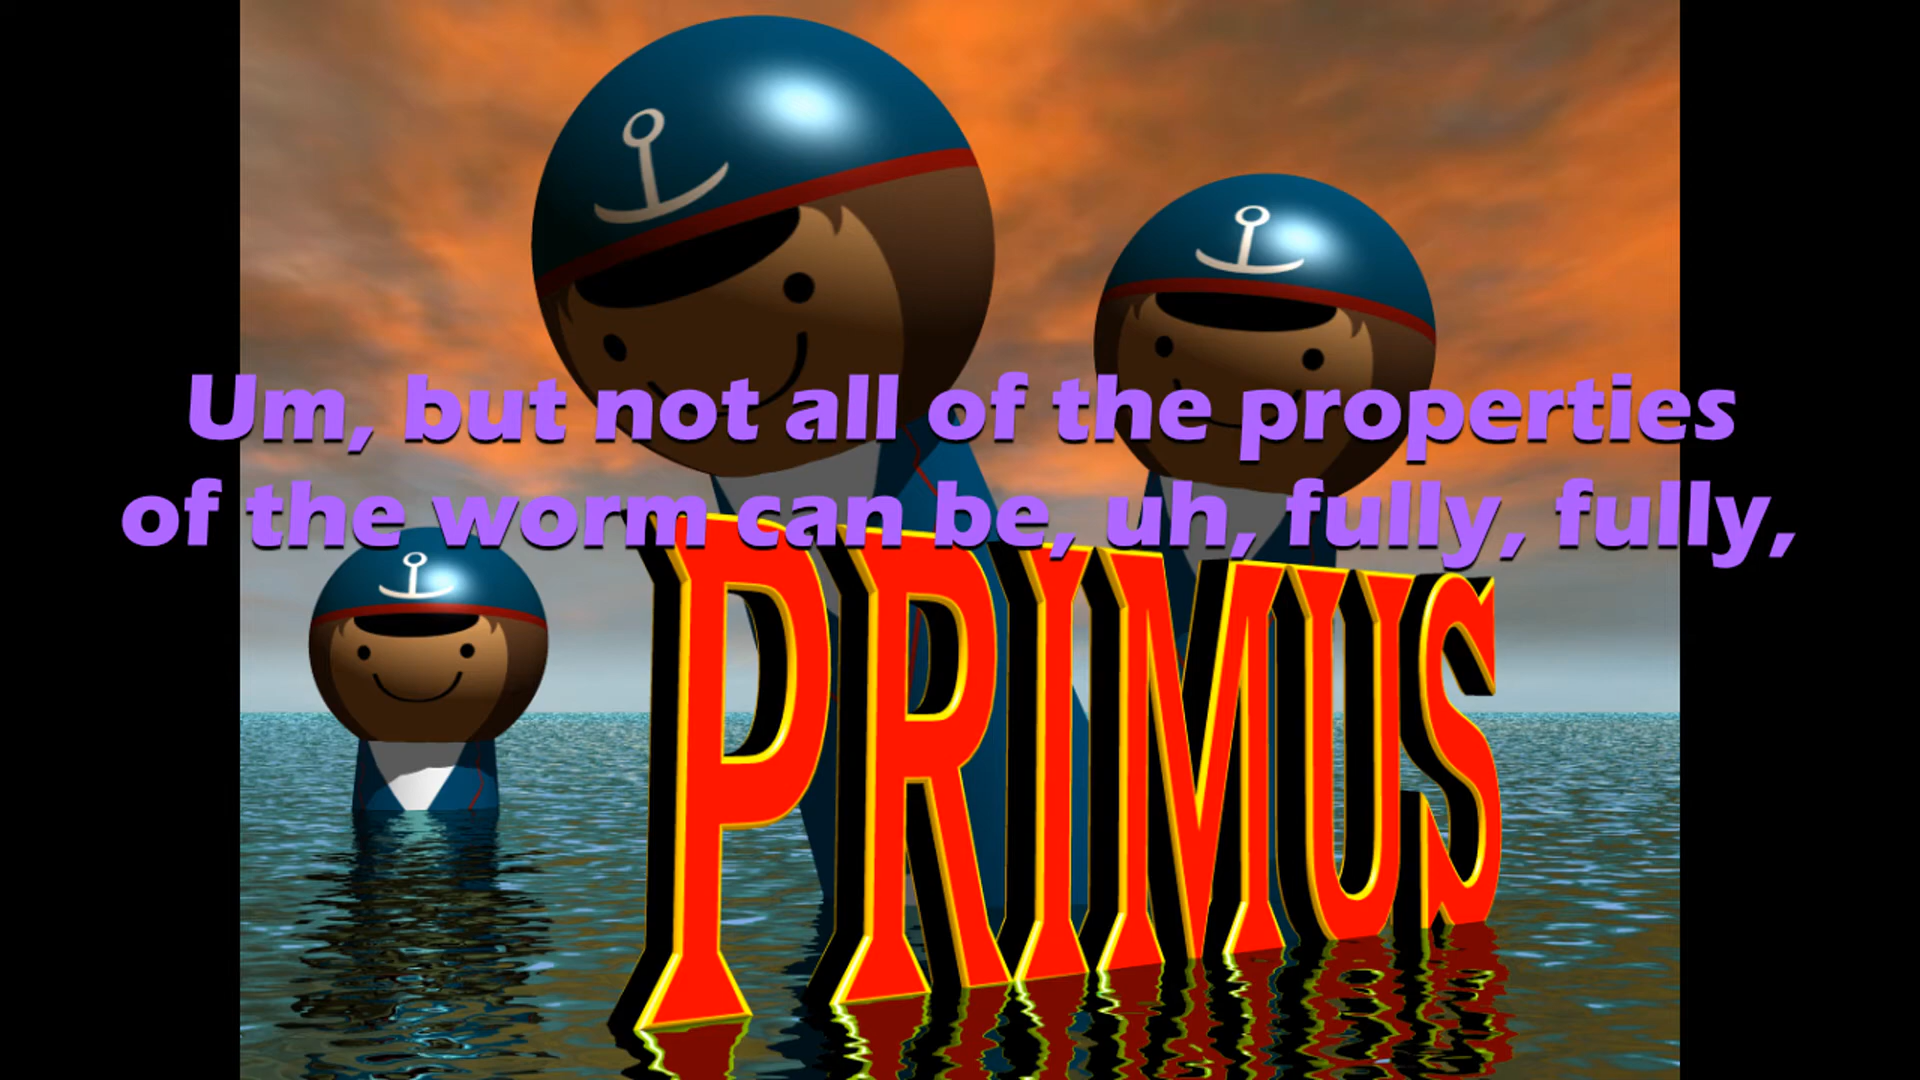 Um, but not all of the properties
of the worm can be, uh, fully, fully,
PRIMUS